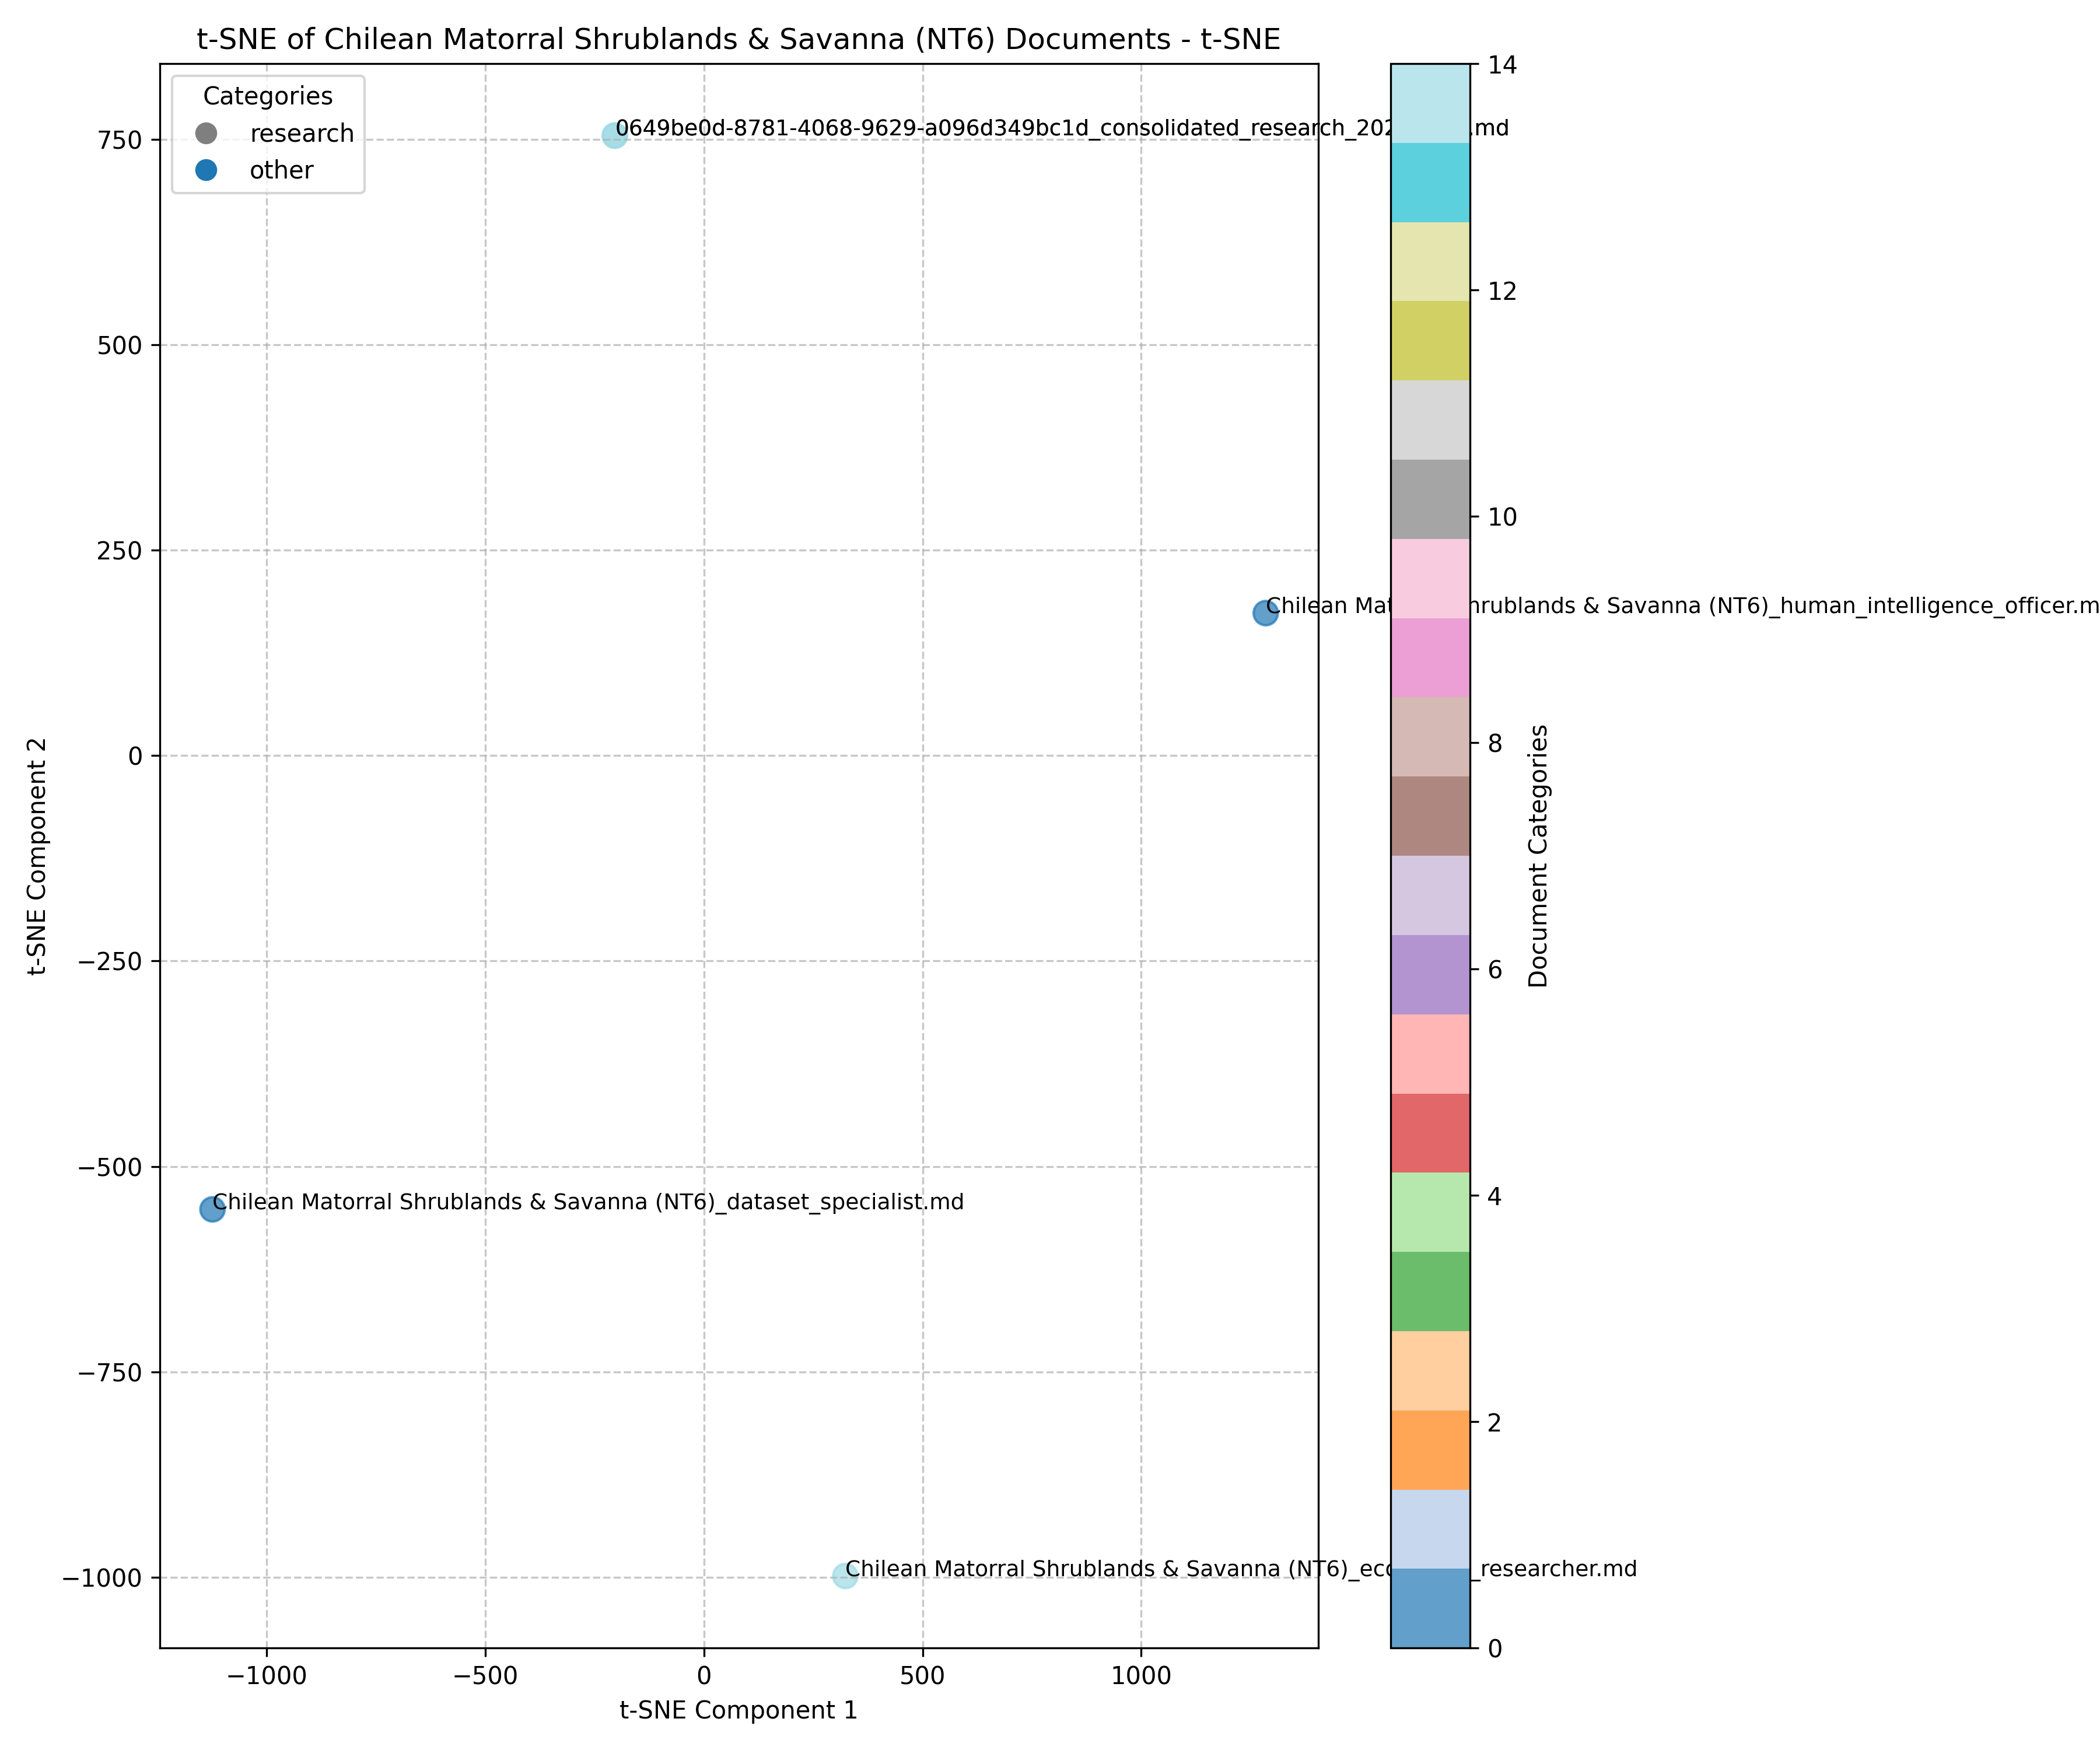 t-SNE of Chilean Matorral Shrublands & Savanna (NT6) Documents - t-SNE
Categories
research
other
0649be0d-8781-4068-9629-a096d349bc1d_consolidated_research_202 .md
Chilean Mat hrublands & Savanna (NT6)_human_intelligence_officer.m
Chilean Matorral Shrublands & Savanna (NT6)_dataset_specialist.md
Chilean Matorral Shrublands & Savanna (NT6)_ec _researcher.md
750
500
250
0
−250
−500
−750
−1000
t-SNE Component 2
−1000
−500
0
500
1000
t-SNE Component 1
14
12
10
8
6
4
2
0
Document Categories